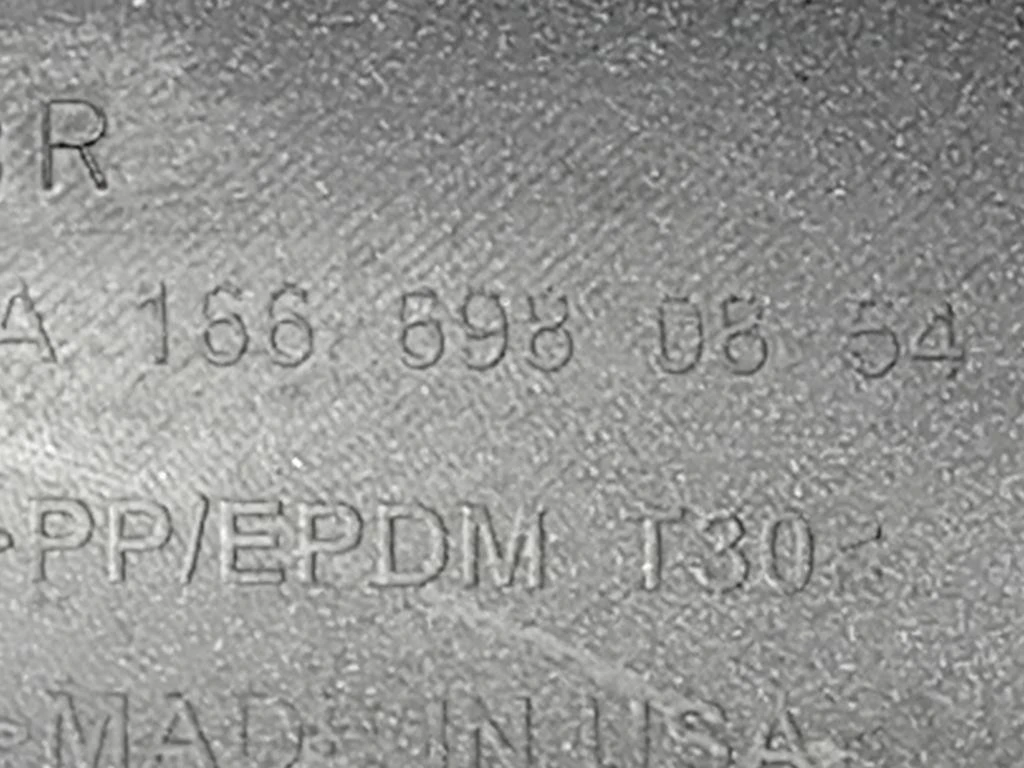 R
A 166 698 08 54
>PP/EPDM T30<
>MADE IN USA